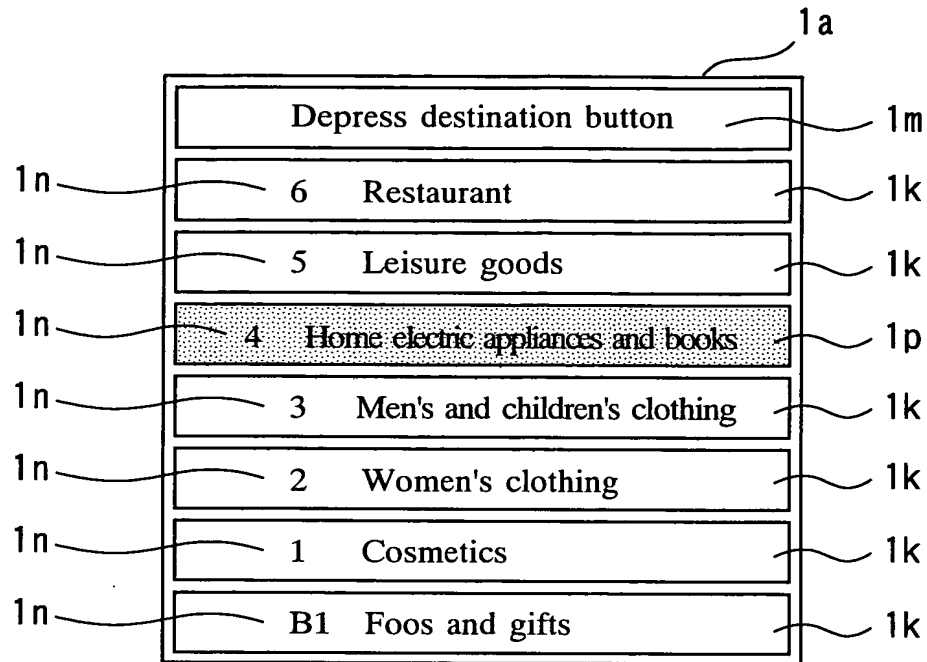 1a
Depress destination button 1m
1n 6 Restaurant 1k
1n 5 Leisure goods 1k
1n 4 Home electric appliances and books 1p
1n 3 Men's and children's clothing 1k
1n 2 Women's clothing 1k
1n 1 Cosmetics 1k
1n B1 Foos and gifts 1k